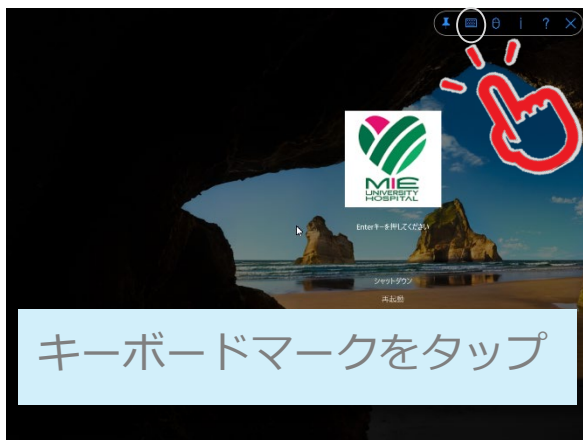 MIE
UNIVERSITY
HOSPITAL
Enterキーを押してください
シャットダウン
再起動
キーボードマークをタップ